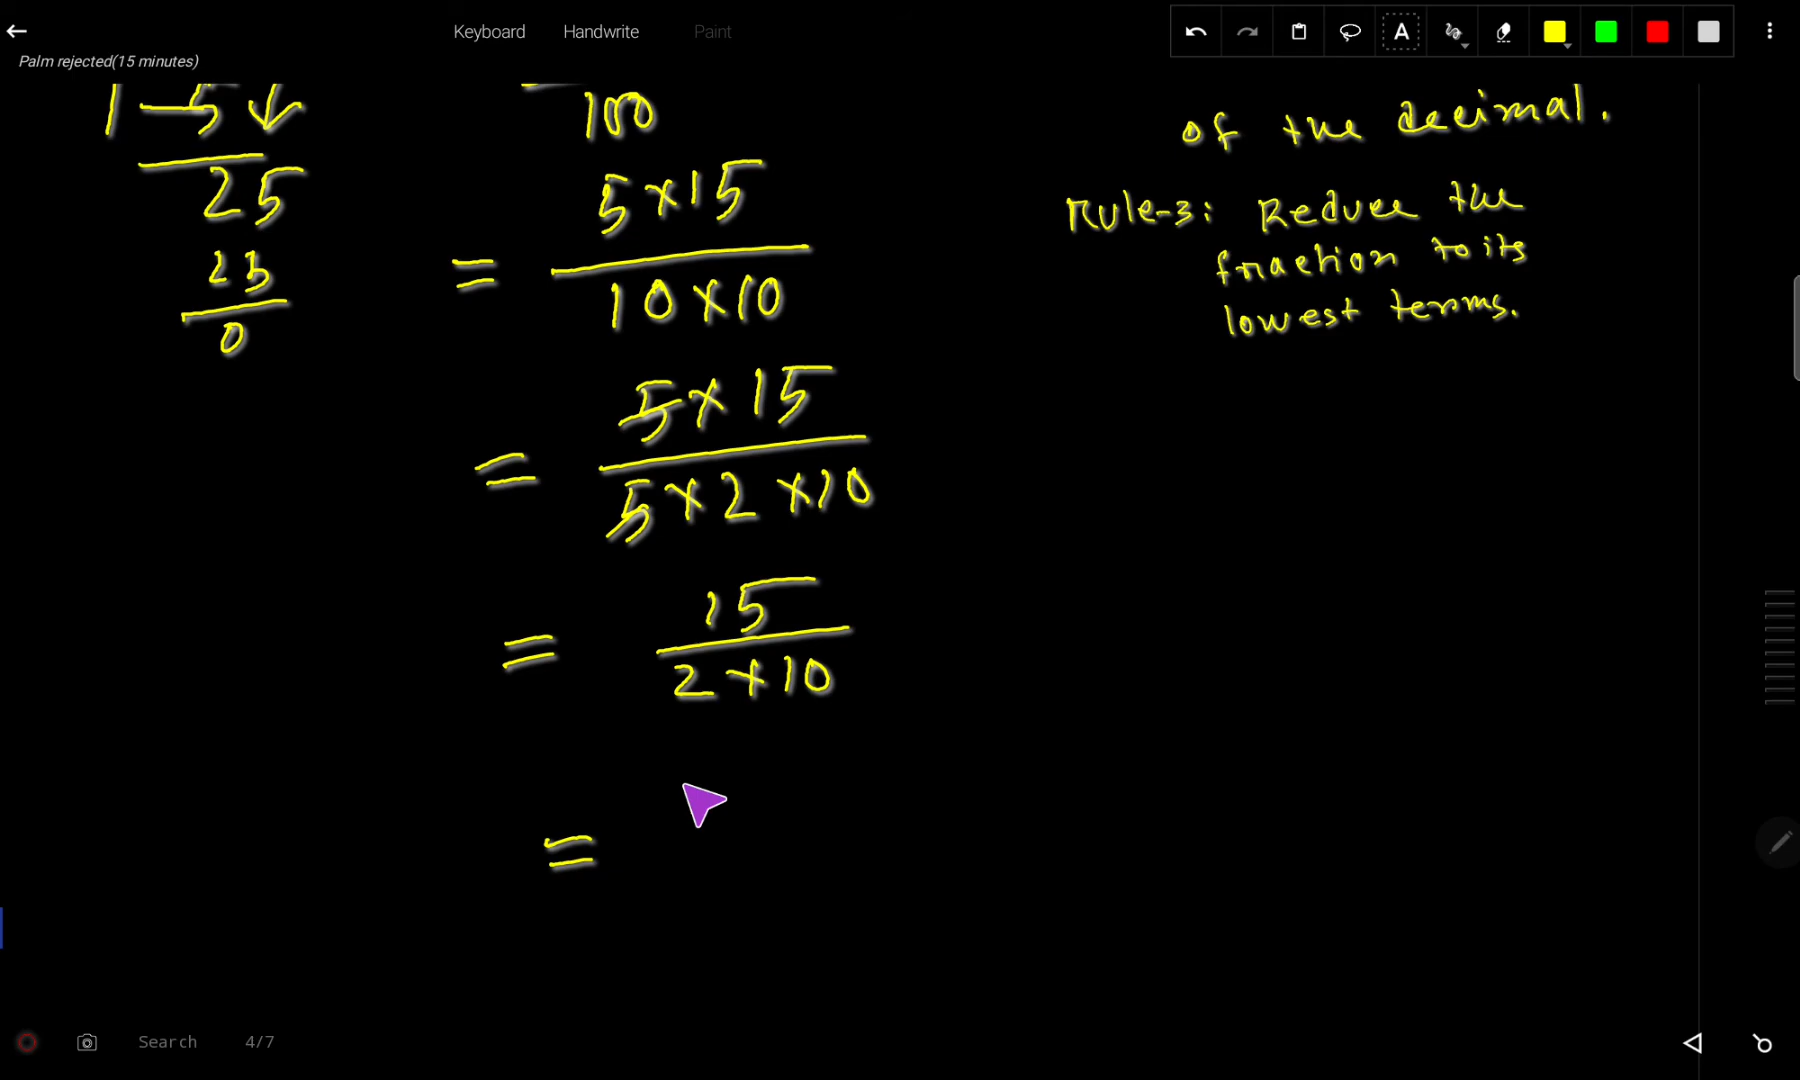 Keyboard Handwrite Paint
A
Palm rejected(15 minutes)
1 5 ↓
25
25
0
100
= 5 × 15
10 × 10
= 5 × 15
5 × 2 × 10
= 15
2 × 10
=
of the decimal.
Rule-3: Reduce the
fraction to its
lowest terms.
Search 4/7